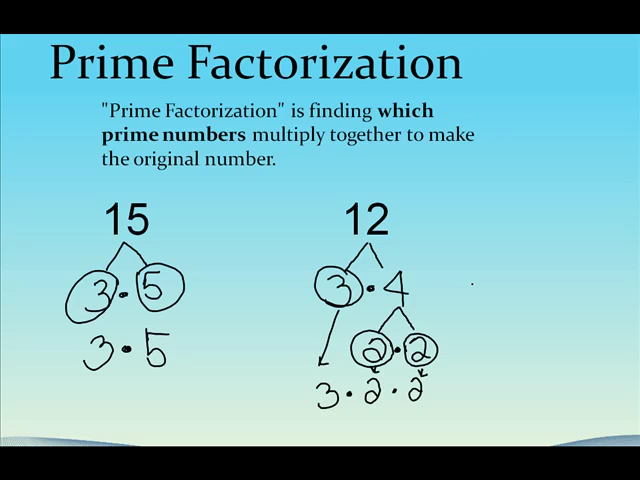 Prime Factorization
"Prime Factorization" is finding which
prime numbers multiply together to make
the original number.
15
3 · 5
3 · 5
12
3 · 4
2 · 2
3 · 2 · 2